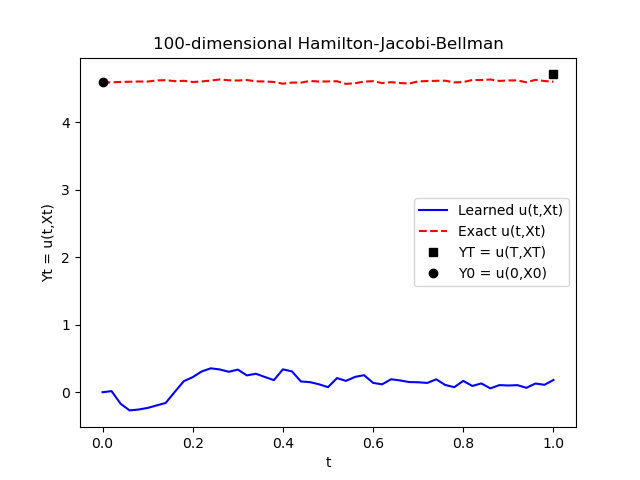 100-dimensional Hamilton-Jacobi-Bellman
Yt = u(t,Xt)
4
3
2
1
0
Learned u(t,Xt)
Exact u(t,Xt)
YT = u(T,XT)
Y0 = u(0,X0)
0.0 0.2 0.4 0.6 0.8 1.0
t